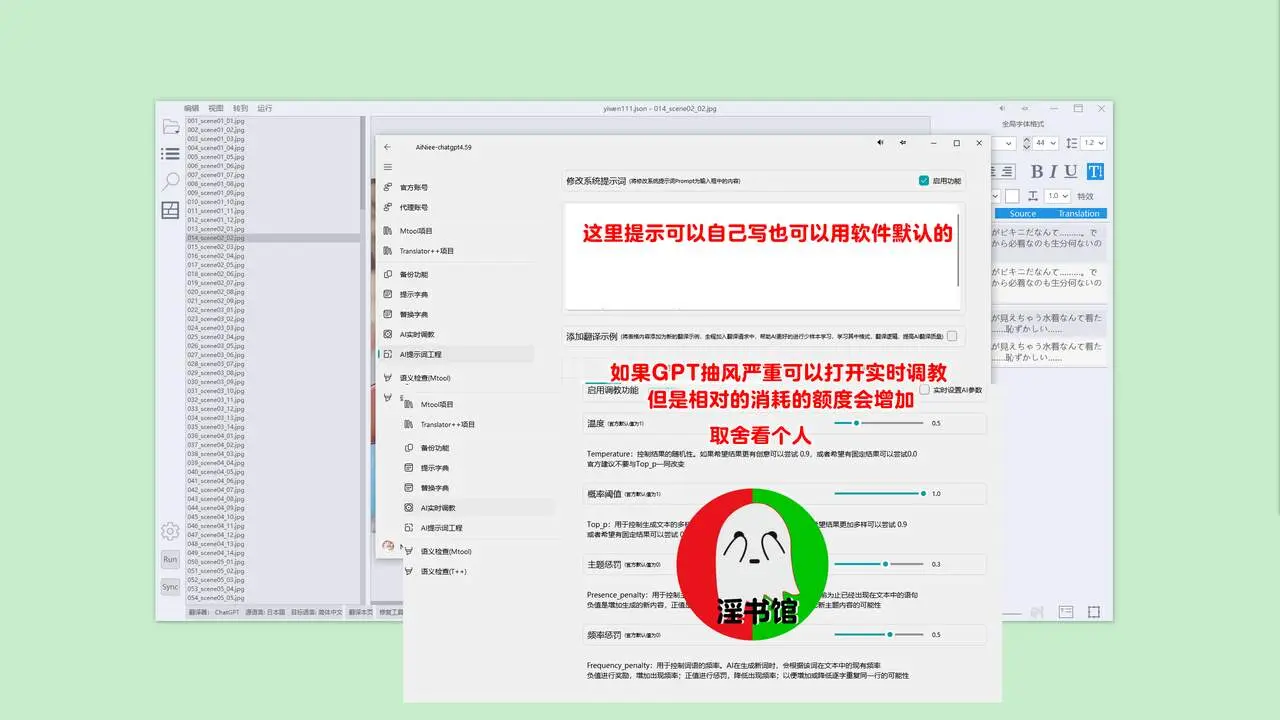 编辑 视图 转到 运行
yiwen111.json - 014_scene02_02.jpg
全局字体格式
001_scene01_01.jpg
002_scene01_02.jpg
003_scene01_03.jpg
004_scene01_04.jpg
005_scene01_05.jpg
006_scene01_06.jpg
007_scene01_07.jpg
008_scene01_08.jpg
009_scene01_09.jpg
010_scene01_10.jpg
011_scene01_11.jpg
012_scene01_12.jpg
013_scene02_01.jpg
014_scene02_02.jpg
015_scene02_03.jpg
016_scene02_04.jpg
017_scene02_05.jpg
018_scene02_06.jpg
019_scene02_07.jpg
020_scene02_08.jpg
021_scene02_09.jpg
022_scene03_01.jpg
023_scene03_02.jpg
024_scene03_03.jpg
025_scene03_04.jpg
026_scene03_05.jpg
027_scene03_06.jpg
028_scene03_07.jpg
029_scene03_08.jpg
030_scene03_09.jpg
031_scene03_10.jpg
032_scene03_11.jpg
033_scene03_12.jpg
034_scene03_13.jpg
035_scene03_14.jpg
036_scene04_01.jpg
037_scene04_02.jpg
038_scene04_03.jpg
039_scene04_04.jpg
040_scene04_05.jpg
041_scene04_06.jpg
042_scene04_07.jpg
043_scene04_08.jpg
044_scene04_09.jpg
045_scene04_10.jpg
046_scene04_11.jpg
047_scene04_12.jpg
048_scene04_13.jpg
049_scene04_14.jpg
050_scene05_01.jpg
051_scene05_02.jpg
052_scene05_03.jpg
053_scene05_04.jpg
054_scene05_05.jpg
Run
Sync
翻译器: ChatGPT 源语言: 日本語 目标语言: 简体中文 翻译本页 修复工具
44 1.2
B I U T
1.0 特效
Source Translation
がビキニだなんて………。で
から必着なのも生分何ないの
がビキニだなんて………。で
から必着なのも生分何ないの
が見えちゃう水着なんて着た
…恥ずかしい……
が見えちゃう水着なんて着た
…恥ずかしい……
AiNiee-chatgpt4.59
官方账号
代理账号
Mtool项目
Translator++项目
备份功能
提示字典
替换字典
AI实时调教
AI提示词工程
语义检查(Mtool)
修改系统提示词 (将修改系统提示词Prompt为输入框中的内容)
启用功能
这里提示可以自己写也可以用软件默认的
添加翻译示例 (将表格内容添加为新的翻译示例，全程加入翻译请求中，帮助AI更好的进行少样本学习，学习其中格式，翻译逻辑，提高AI翻译质量)
如果GPT抽风严重可以打开实时调教
但是相对的消耗的额度会增加
取舍看个人
Mtool项目
Translator++项目
备份功能
提示字典
替换字典
AI实时调教
AI提示词工程
语义检查(Mtool)
语义检查(T++)
启用调教功能
实时设置AI参数
温度 (官方默认值为1)
0.5
Temperature：控制结果的随机性。如果希望结果更有创意可以尝试 0.9，或者希望有固定结果可以尝试0.0
官方建议不要与Top_p一同改变
概率阈值 (官方默认值为1)
1.0
Top_p：用于控制生成文本的多样 希望结果更加多样可以尝试 0.9
或者希望有固定结果可以尝试
主题惩罚 (官方默认值为0)
0.3
Presence_penalty：用于控制主 前为止已经出现在文本中的语句
负值是增加生成的新内容，正值是 新主题内容的可能性
淫书馆
频率惩罚 (官方默认值为0)
0.5
Frequency_penalty：用于控制词语的频率。AI在生成新词时，会根据该词在文本中的现有频率
负值进行奖励，增加出现频率；正值进行惩罚，降低出现频率；以便增加或降低逐字重复同一行的可能性